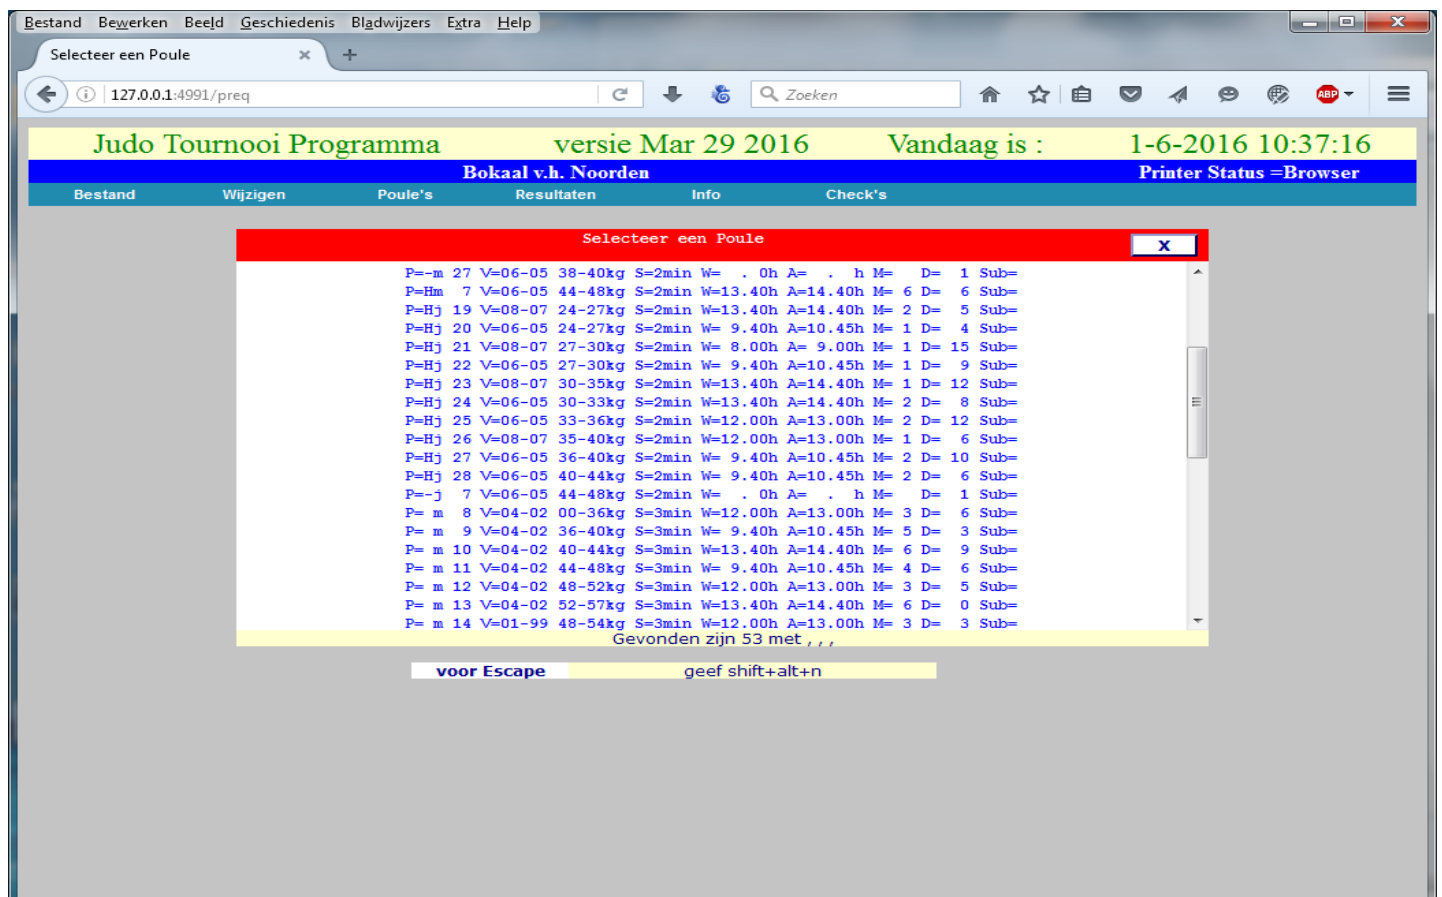 Bestand Bewerken Beeld Geschiedenis Bladwijzers Extra Help
Selecteer een Poule
127.0.0.1:4991/preq
Zoeken
ABP
Judo Tournooi Programma versie Mar 29 2016 Vandaag is : 1-6-2016 10:37:16
Bokaal v.h. Noorden Printer Status =Browser
Bestand Wijzigen Poule's Resultaten Info Check's
Selecteer een Poule X
P=-m 27 V=06-05 38-40kg S=2min W=  . 0h A=  .  h M=   D=  1 Sub=
P=Hm  7 V=06-05 44-48kg S=2min W=13.40h A=14.40h M= 6 D=  6 Sub=
P=Hj 19 V=08-07 24-27kg S=2min W=13.40h A=14.40h M= 2 D=  5 Sub=
P=Hj 20 V=06-05 24-27kg S=2min W= 9.40h A=10.45h M= 1 D=  4 Sub=
P=Hj 21 V=08-07 27-30kg S=2min W= 8.00h A= 9.00h M= 1 D= 15 Sub=
P=Hj 22 V=06-05 27-30kg S=2min W= 9.40h A=10.45h M= 1 D=  9 Sub=
P=Hj 23 V=08-07 30-35kg S=2min W=13.40h A=14.40h M= 1 D= 12 Sub=
P=Hj 24 V=06-05 30-33kg S=2min W=13.40h A=14.40h M= 2 D=  8 Sub=
P=Hj 25 V=06-05 33-36kg S=2min W=12.00h A=13.00h M= 2 D= 12 Sub=
P=Hj 26 V=08-07 35-40kg S=2min W=12.00h A=13.00h M= 1 D=  6 Sub=
P=Hj 27 V=06-05 36-40kg S=2min W= 9.40h A=10.45h M= 2 D= 10 Sub=
P=Hj 28 V=06-05 40-44kg S=2min W= 9.40h A=10.45h M= 2 D=  6 Sub=
P=-j  7 V=06-05 44-48kg S=2min W=  . 0h A=  .  h M=   D=  1 Sub=
P= m  8 V=04-02 00-36kg S=3min W=12.00h A=13.00h M= 3 D=  6 Sub=
P= m  9 V=04-02 36-40kg S=3min W= 9.40h A=10.45h M= 5 D=  3 Sub=
P= m 10 V=04-02 40-44kg S=3min W=13.40h A=14.40h M= 6 D=  9 Sub=
P= m 11 V=04-02 44-48kg S=3min W= 9.40h A=10.45h M= 4 D=  6 Sub=
P= m 12 V=04-02 48-52kg S=3min W=12.00h A=13.00h M= 3 D=  5 Sub=
P= m 13 V=04-02 52-57kg S=3min W=13.40h A=14.40h M= 6 D=  0 Sub=
P= m 14 V=01-99 48-54kg S=3min W=12.00h A=13.00h M= 3 D=  3 Sub=
Gevonden zijn 53 met , , ,
voor Escape geef shift+alt+n